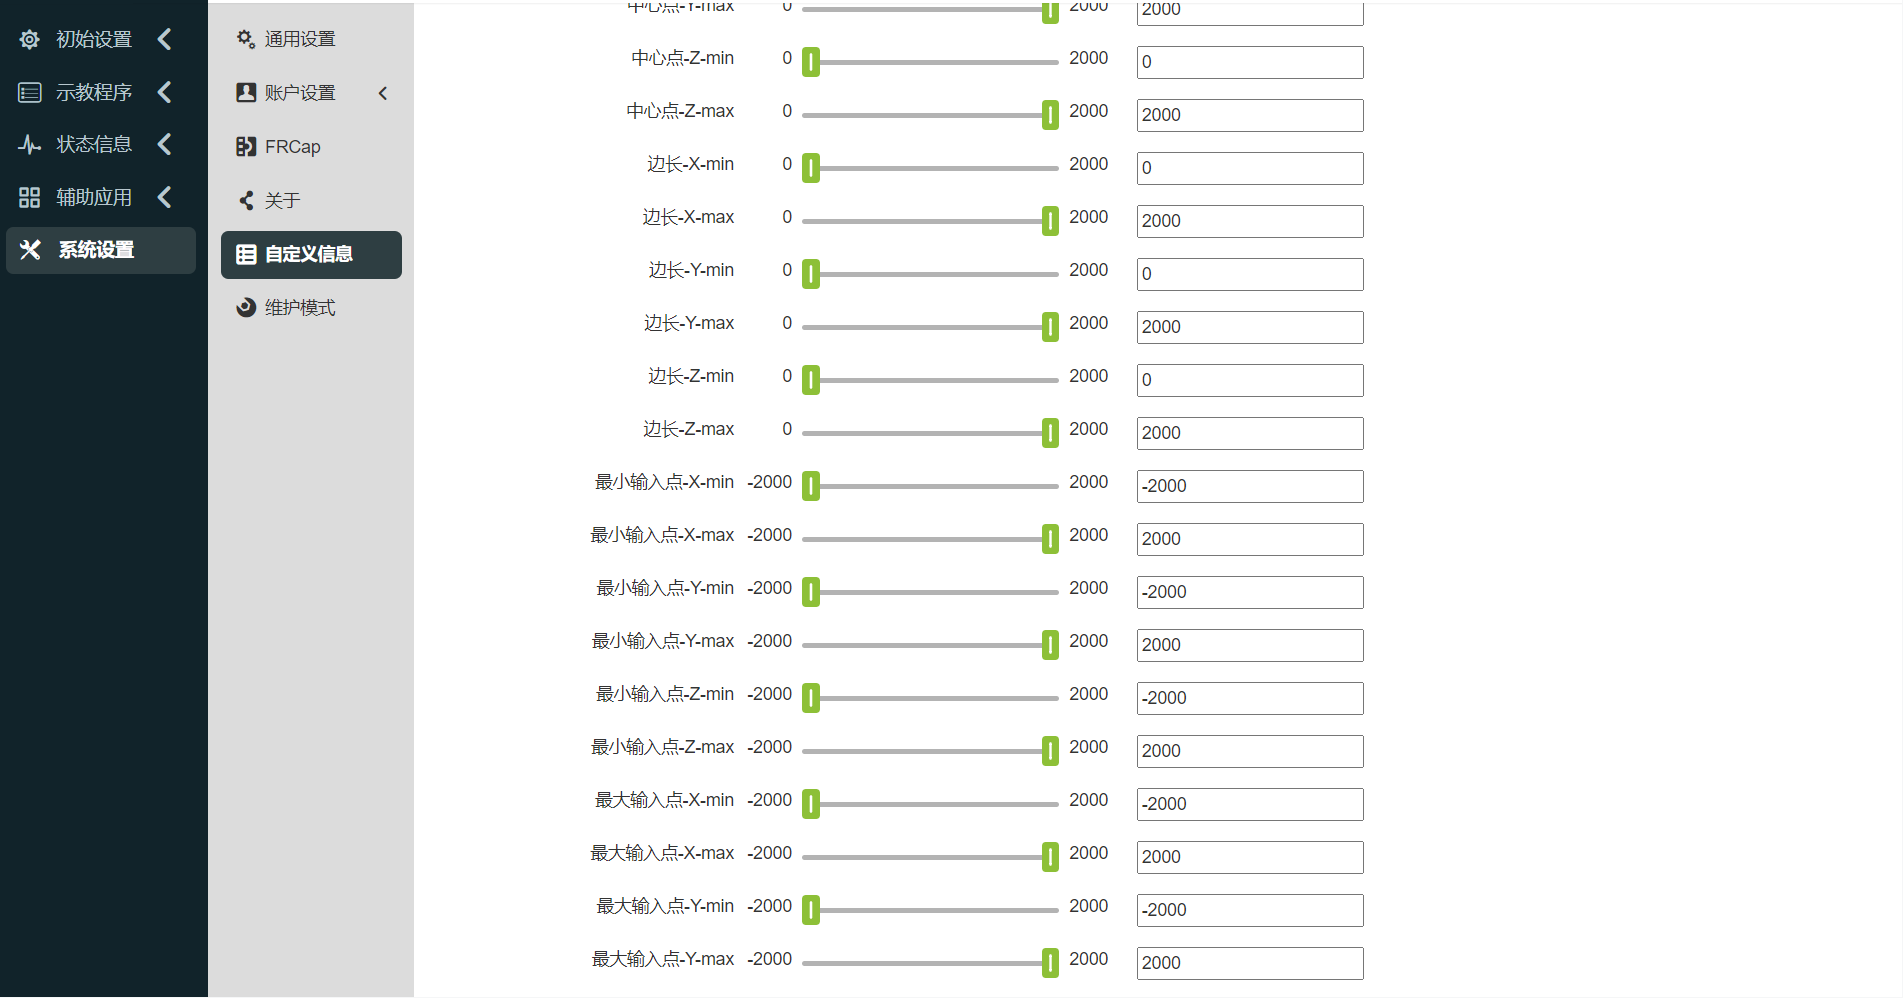 初始设置
示教程序
状态信息
辅助应用
系统设置
通用设置
账户设置
FRCap
关于
自定义信息
维护模式
中心点-Y-max 0 2000 2000
中心点-Z-min 0 2000 0
中心点-Z-max 0 2000 2000
边长-X-min 0 2000 0
边长-X-max 0 2000 2000
边长-Y-min 0 2000 0
边长-Y-max 0 2000 2000
边长-Z-min 0 2000 0
边长-Z-max 0 2000 2000
最小输入点-X-min -2000 2000 -2000
最小输入点-X-max -2000 2000 2000
最小输入点-Y-min -2000 2000 -2000
最小输入点-Y-max -2000 2000 2000
最小输入点-Z-min -2000 2000 -2000
最小输入点-Z-max -2000 2000 2000
最大输入点-X-min -2000 2000 -2000
最大输入点-X-max -2000 2000 2000
最大输入点-Y-min -2000 2000 -2000
最大输入点-Y-max -2000 2000 2000